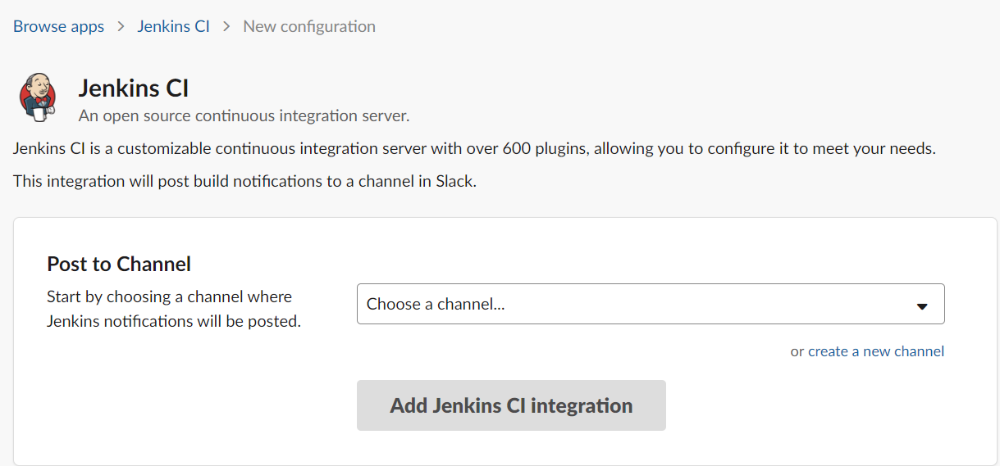 Browse apps > Jenkins CI > New configuration
Jenkins CI
An open source continuous integration server.
Jenkins CI is a customizable continuous integration server with over 600 plugins, allowing you to configure it to meet your needs.
This integration will post build notifications to a channel in Slack.
Post to Channel
Start by choosing a channel where
Jenkins notifications will be posted.
Choose a channel...
or create a new channel
Add Jenkins CI integration